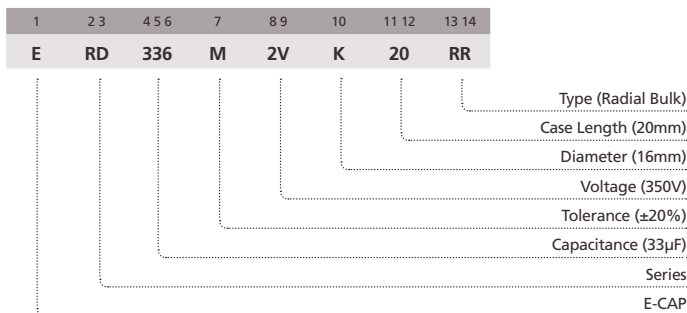 1 2 3 4 5 6 7 8 9 10 11 12 13 14
E RD 336 M 2V K 20 RR
Type (Radial Bulk)
Case Length (20mm)
Diameter (16mm)
Voltage (350V)
Tolerance (±20%)
Capacitance (33µF)
Series
E-CAP